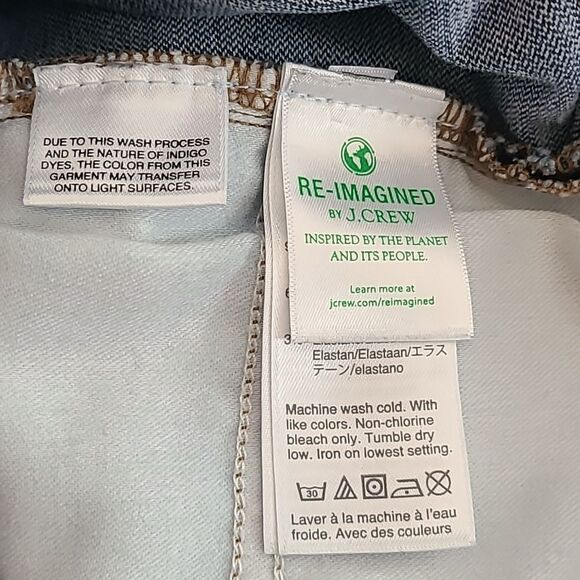 DUE TO THIS WASH PROCESS
AND THE NATURE OF INDIGO
DYES, THE COLOR FROM THIS
GARMENT MAY TRANSFER
ONTO LIGHT SURFACES.
RE-IMAGINED
BY J.CREW
INSPIRED BY THE PLANET
AND ITS PEOPLE.
Learn more at
jcrew.com/reimagined
Elastan/Elastaan/エラス
テーン/elastano
Machine wash cold. With
like colors. Non-chlorine
bleach only. Tumble dry
low. Iron on lowest setting.
30
Laver à la machine à l'eau
froide. Avec des couleurs